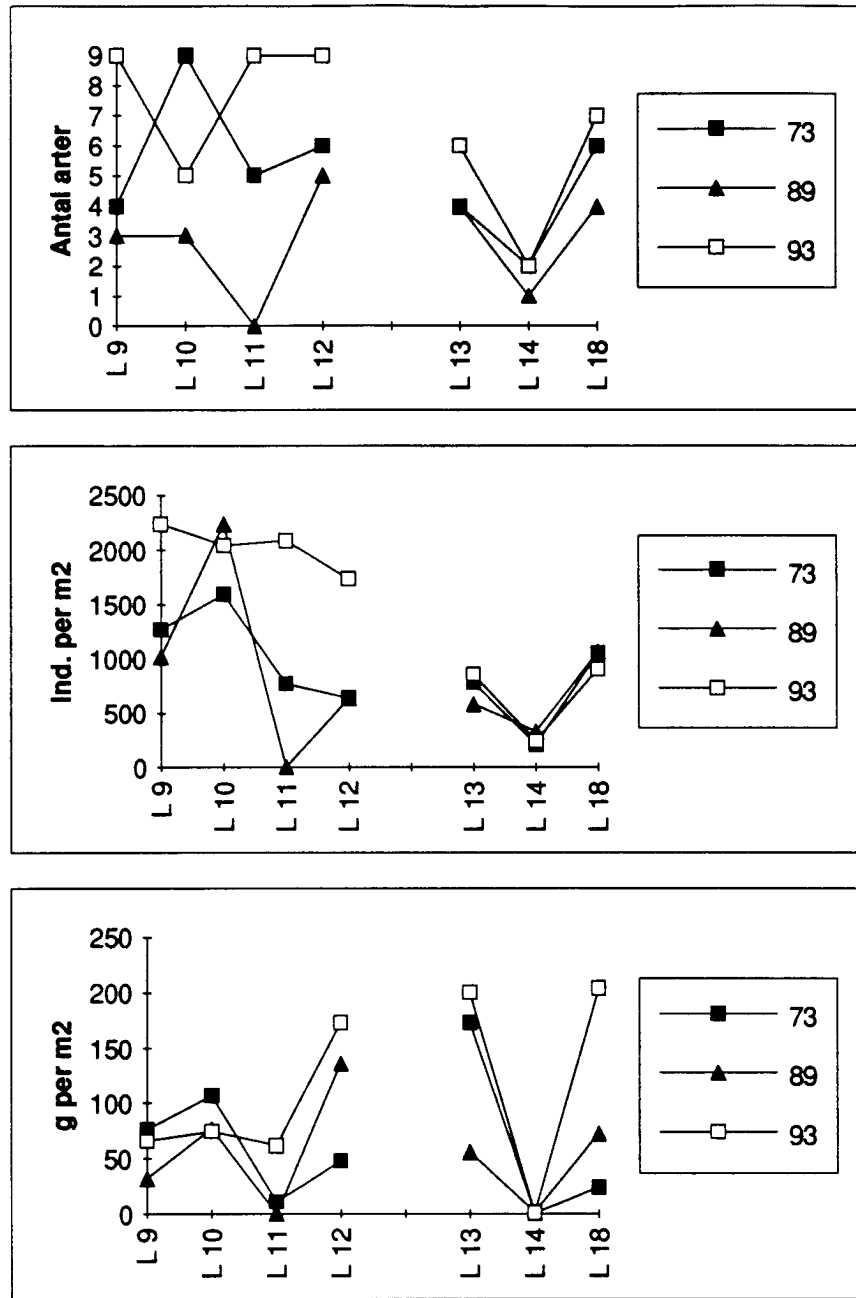 Antal arter
9
8
7
6
5
4
3
2
1
0
L 9
L 10
L 11
L 12
L 13
L 14
L 18
73
89
93
Ind. per m2
2500
2000
1500
1000
500
0
L 9
L 10
L 11
L 12
L 13
L 14
L 18
73
89
93
g per m2
250
200
150
100
50
0
L 9
L 10
L 11
L 12
L 13
L 14
L 18
73
89
93